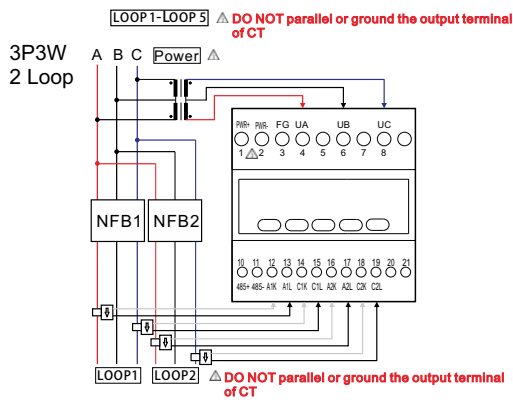 LOOP 1-LOOP 5 DO NOT parallel or ground the output terminal
of CT
3P3W A B C Power
2 Loop
PWR+ PWR- FG UA UB UC
1 2 3 4 5 6 7 8
NFB1 NFB2
10 11 12 13 14 15 16 17 18 19 20 21
485+ 485- A1K A1L C1K C1L A2K A2L C2K C2L
LOOP1 LOOP2 DO NOT parallel or ground the output terminal
of CT